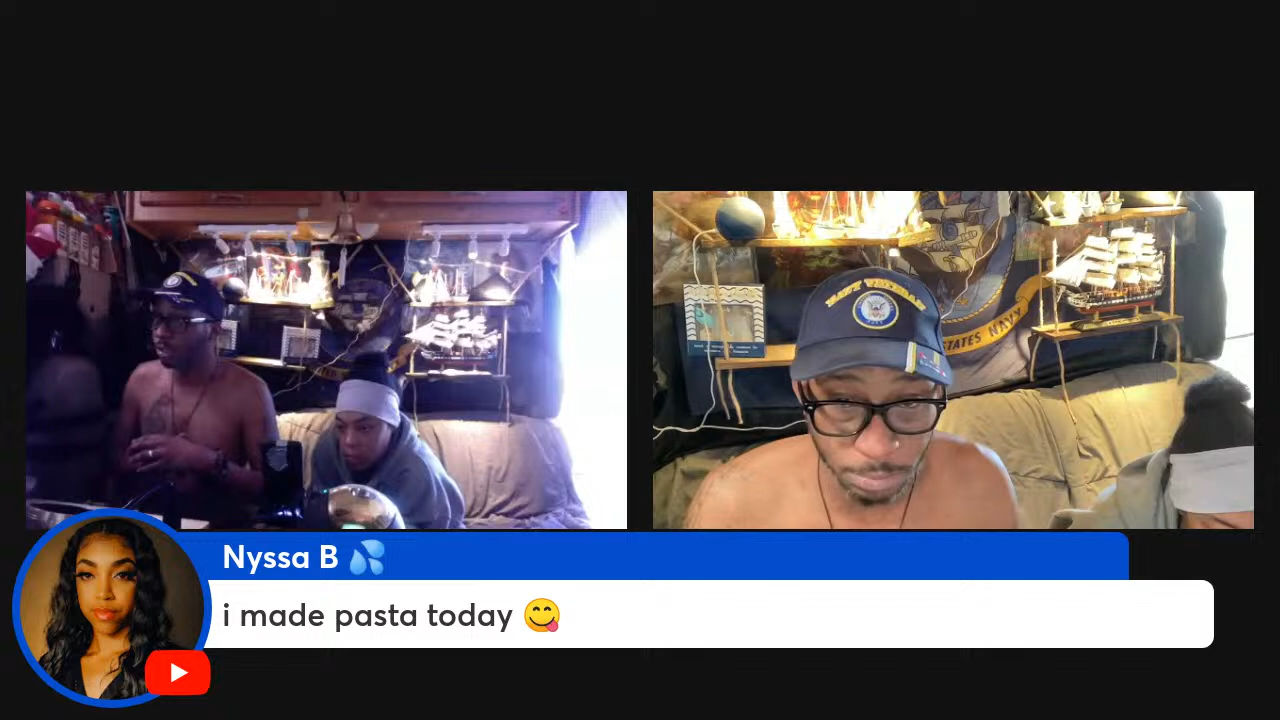 NAVY VETERAN
STATES NAVY
Nyssa B 💦
i made pasta today 😋